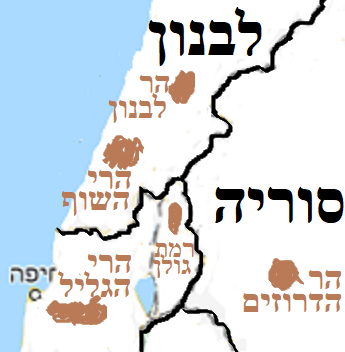 לבנון
הר
לבנון
הרי
השוף
סוריה
רמת
גולן
הרי
הגליל
חיפה
הר
הדרוזים